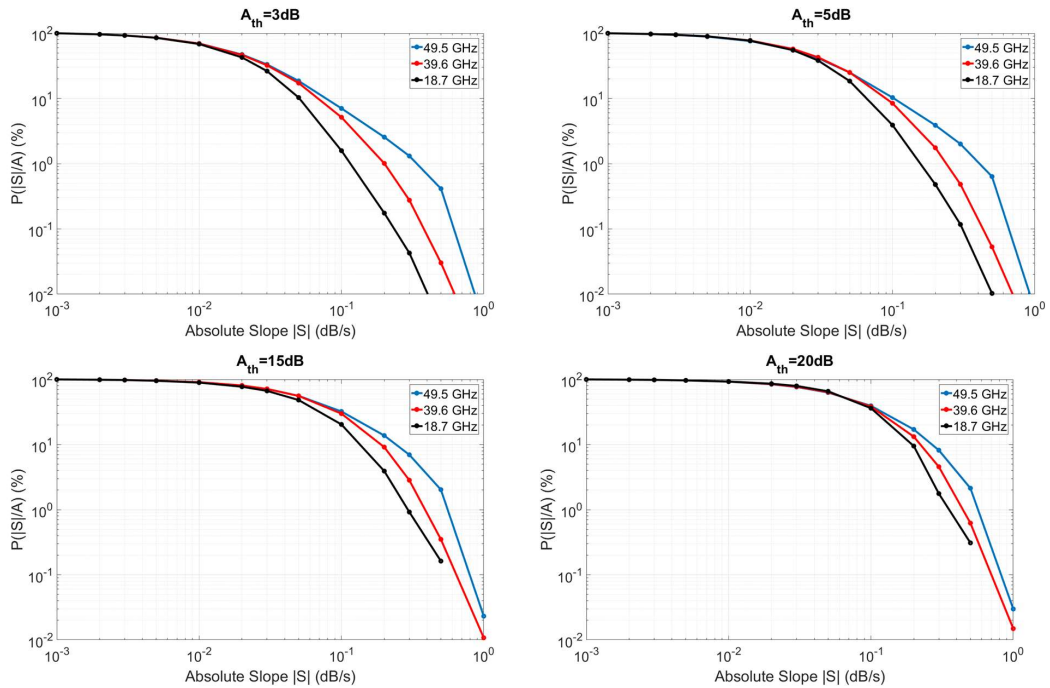 A_th=3dB
10^2
10^1
10^0
10^-1
10^-2
P(|S|/A) (%)
49.5 GHz
39.6 GHz
18.7 GHz
10^-3
10^-2
10^-1
10^0
Absolute Slope |S| (dB/s)
A_th=5dB
10^2
10^1
10^0
10^-1
10^-2
P(|S|/A) (%)
49.5 GHz
39.6 GHz
18.7 GHz
10^-3
10^-2
10^-1
10^0
Absolute Slope |S| (dB/s)
A_th=15dB
10^2
10^1
10^0
10^-1
10^-2
P(|S|/A) (%)
49.5 GHz
39.6 GHz
18.7 GHz
10^-3
10^-2
10^-1
10^0
Absolute Slope |S| (dB/s)
A_th=20dB
10^2
10^1
10^0
10^-1
10^-2
P(|S|/A) (%)
49.5 GHz
39.6 GHz
18.7 GHz
10^-3
10^-2
10^-1
10^0
Absolute Slope |S| (dB/s)